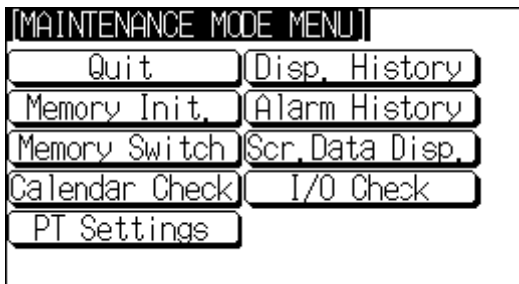 [MAINTENANCE MODE MENU]
Quit
Disp. History
Memory Init.
Alarm History
Memory Switch
Scr.Data Disp.
Calendar Check
I/O Check
PT Settings